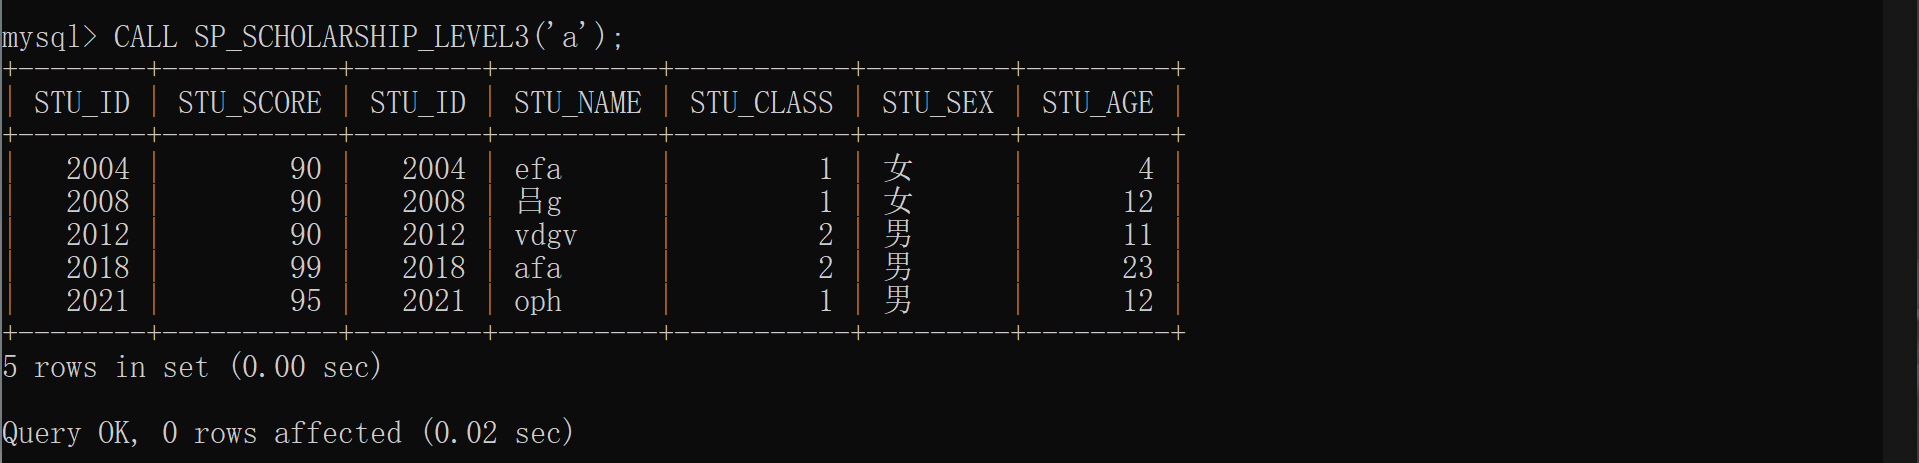 mysql> CALL SP_SCHOLARSHIP_LEVEL3('a');
+--------+-----------+--------+----------+-----------+---------+---------+
| STU_ID | STU_SCORE | STU_ID | STU_NAME | STU_CLASS | STU_SEX | STU_AGE |
+--------+-----------+--------+----------+-----------+---------+---------+
|   2004 |        90 |   2004 | efa      |         1 | 女      |       4 |
|   2008 |        90 |   2008 | 吕g      |         1 | 女      |      12 |
|   2012 |        90 |   2012 | vdgv     |         2 | 男      |      11 |
|   2018 |        99 |   2018 | afa      |         2 | 男      |      23 |
|   2021 |        95 |   2021 | oph      |         1 | 男      |      12 |
+--------+-----------+--------+----------+-----------+---------+---------+
5 rows in set (0.00 sec)
Query OK, 0 rows affected (0.02 sec)